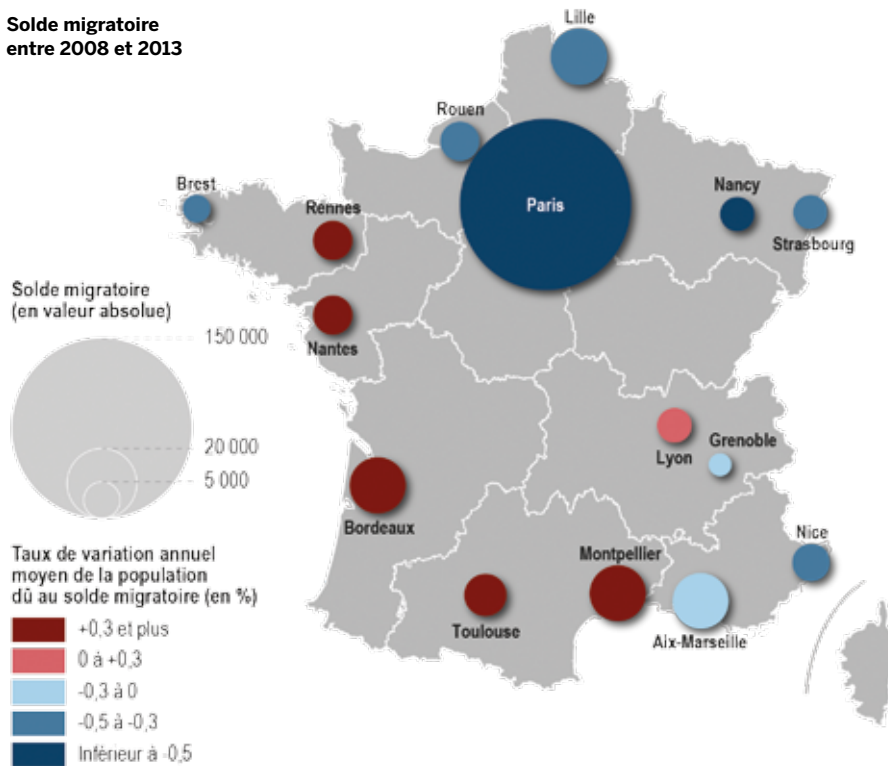 Solde migratoire
entre 2008 et 2013
Lille
Rouen
Brest
Rennes
Paris
Nancy
Strasbourg
Solde migratoire
(en valeur absolue)
150 000
20 000
5 000
Nantes
Lyon
Grenoble
Bordeaux
Nice
Montpellier
Toulouse
Aix-Marseille
Taux de variation annuel
moyen de la population
dû au solde migratoire (en %)
+0,3 et plus
0 à +0,3
-0,3 à 0
-0,5 à -0,3
Inférieur à -0,5